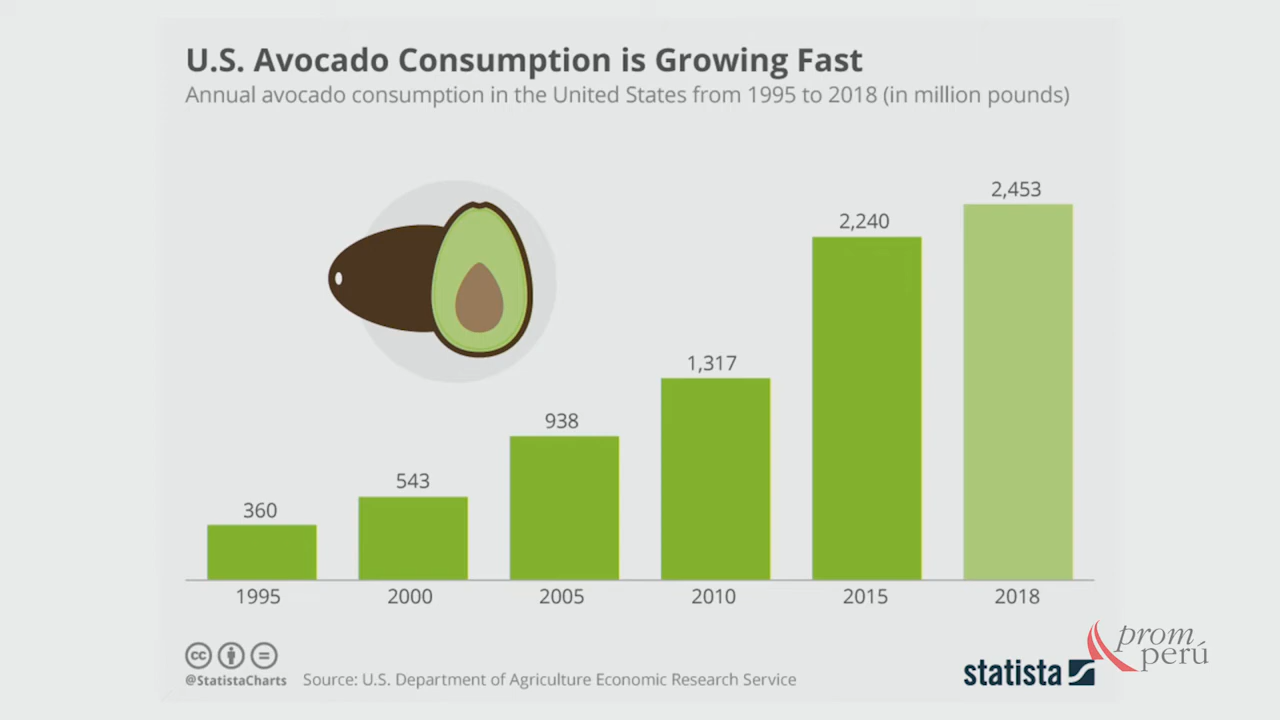 U.S. Avocado Consumption is Growing Fast
Annual avocado consumption in the United States from 1995 to 2018 (in million pounds)
2,453
2,240
1,317
938
543
360
1995 2000 2005 2010 2015 2018
cc
@StatistaCharts Source: U.S. Department of Agriculture Economic Research Service
statista
prom
perú